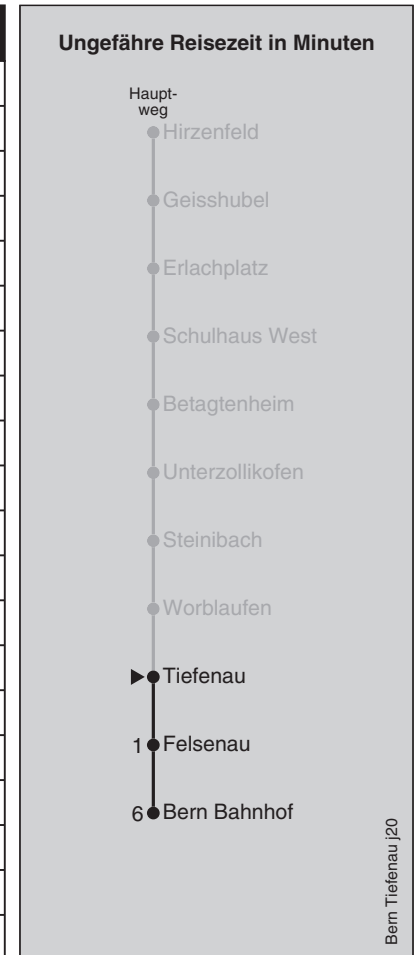 Ungefähre Reisezeit in Minuten
Haupt-
weg
Hirzenfeld
Geisshubel
Erlachplatz
Schulhaus West
Betagtenheim
Unterzollikofen
Steinibach
Worblaufen
Tiefenau
1 Felsenau
6 Bern Bahnhof
Bern Tiefenau j20